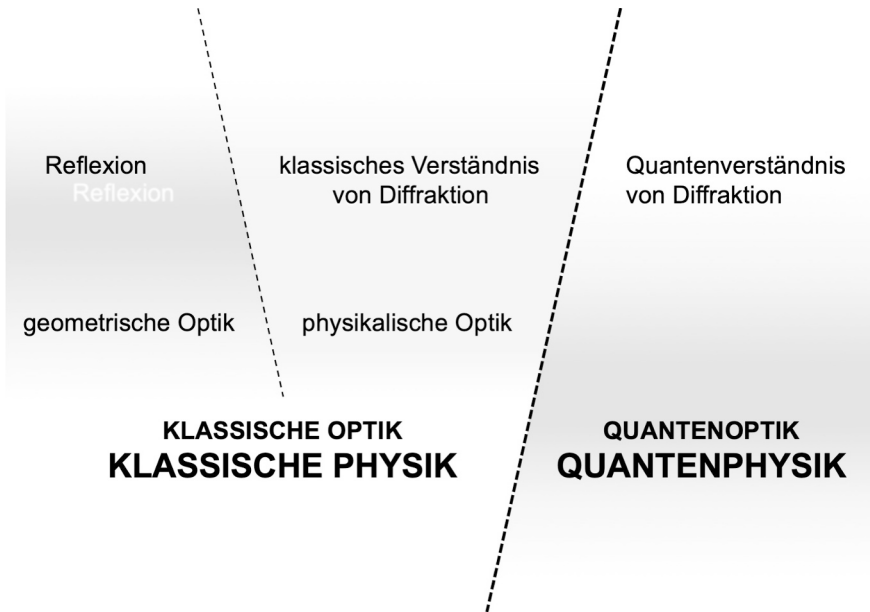 Reflexion
Reflexion
klassisches Verständnis
von Diffraktion
Quantenverständnis
von Diffraktion
geometrische Optik
physikalische Optik
KLASSISCHE OPTIK
KLASSISCHE PHYSIK
QUANTENOPTIK
QUANTENPHYSIK